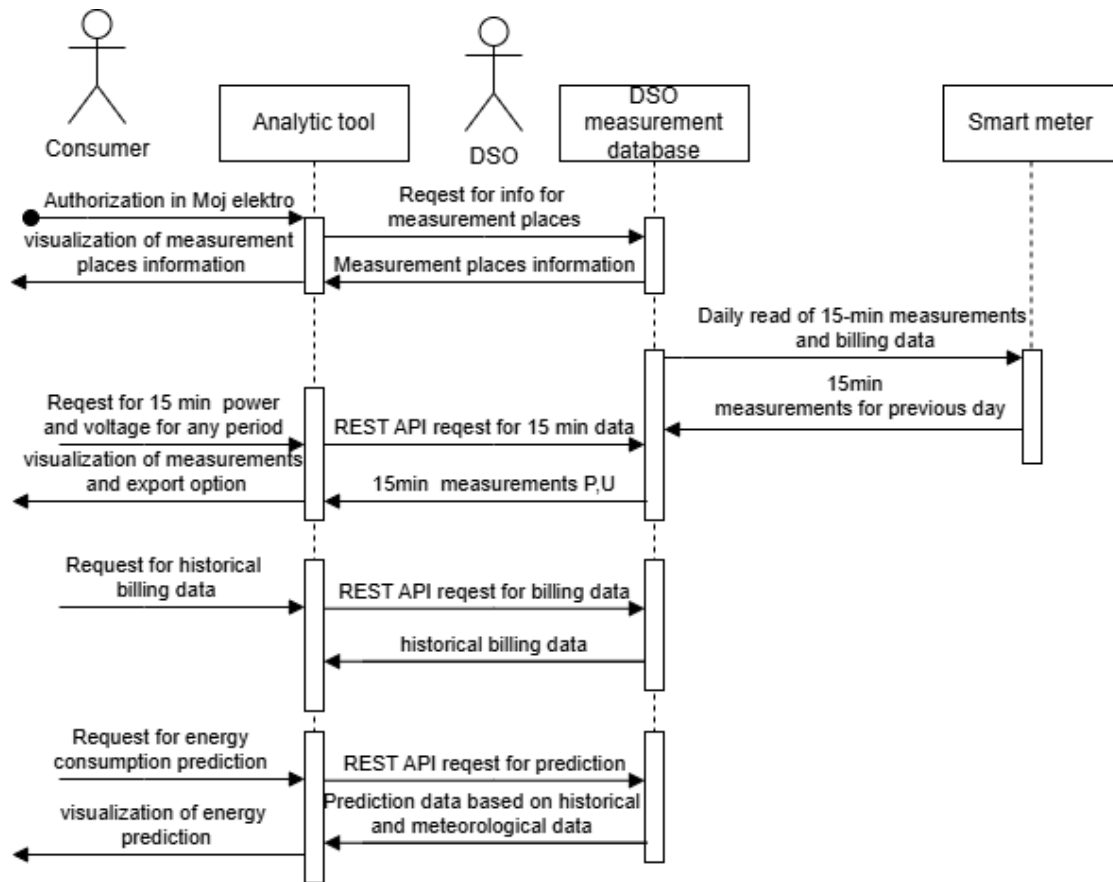 Consumer
Analytic tool
DSO
DSO
measurement
database
Smart meter
Authorization in Moj elektro
Reqest for info for
measurement places
visualization of measurement
places information
Measurement places information
Daily read of 15-min measurements
and billing data
15min
measurements for previous day
Reqest for 15 min power
and voltage for any period
REST API reqest for 15 min data
visualization of measurements
and export option
15min measurements P,U
Request for historical
billing data
REST API reqest for billing data
historical billing data
Request for energy
consumption prediction
REST API reqest for prediction
Prediction data based on historical
and meteorological data
visualization of energy
prediction